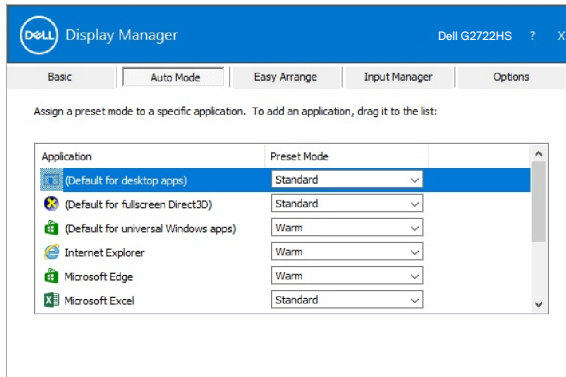 DELL Display Manager Dell G2722HS ? X
Basic Auto Mode Easy Arrange Input Manager Options
Assign a preset mode to a specific application. To add an application, drag it to the list:
Application Preset Mode
(Default for desktop apps) Standard
(Default for fullscreen Direct3D) Standard
(Default for universal Windows apps) Warm
Internet Explorer Warm
Microsoft Edge Warm
Microsoft Excel Standard